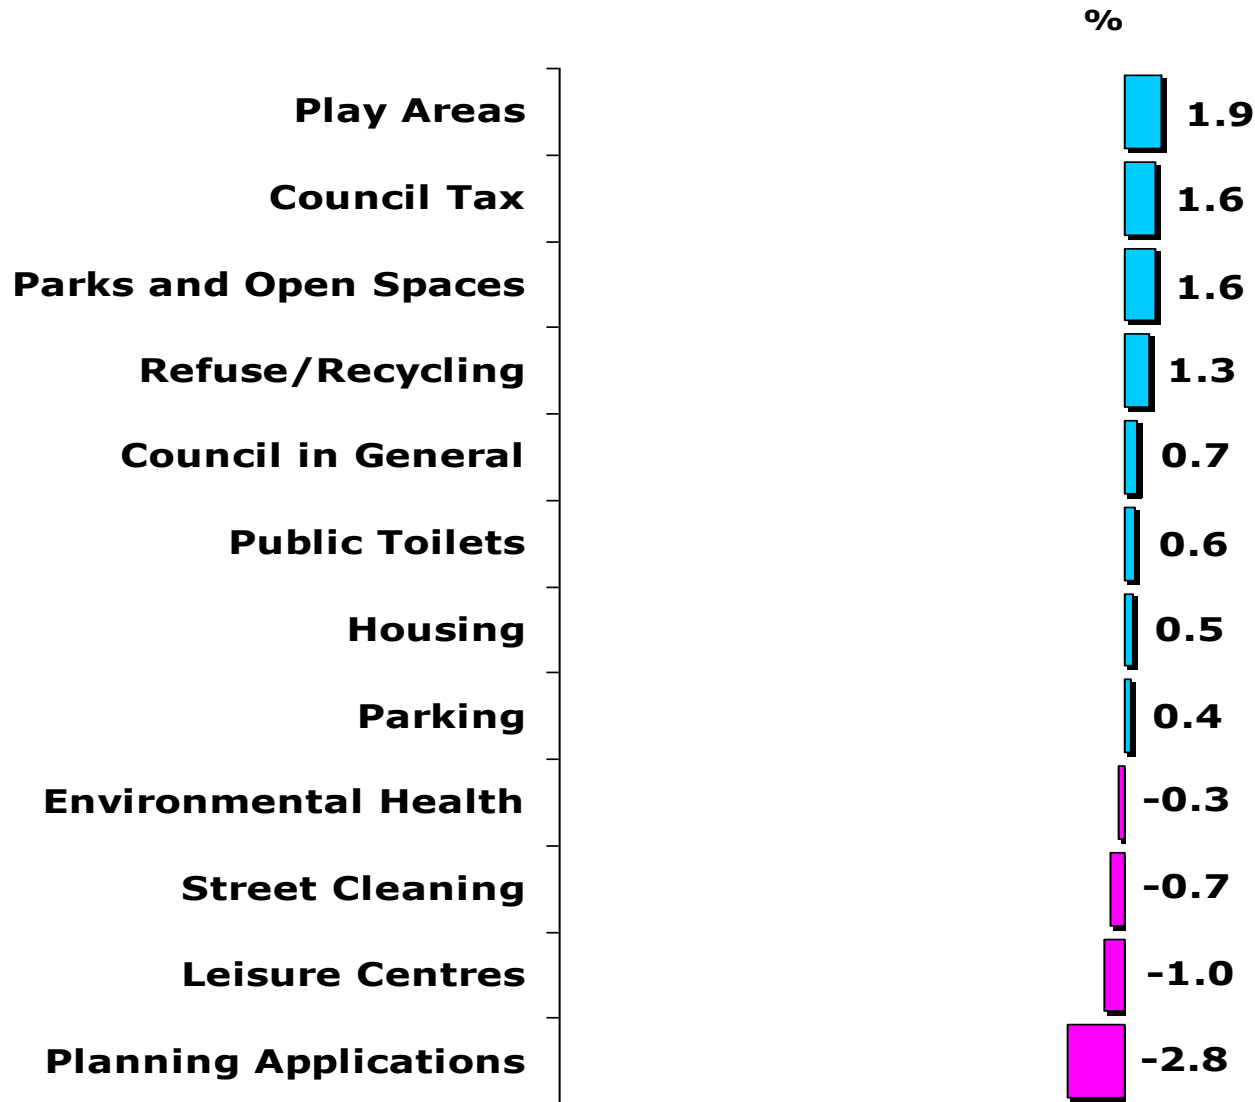 %
Play Areas 1.9
Council Tax 1.6
Parks and Open Spaces 1.6
Refuse/Recycling 1.3
Council in General 0.7
Public Toilets 0.6
Housing 0.5
Parking 0.4
Environmental Health -0.3
Street Cleaning -0.7
Leisure Centres -1.0
Planning Applications -2.8